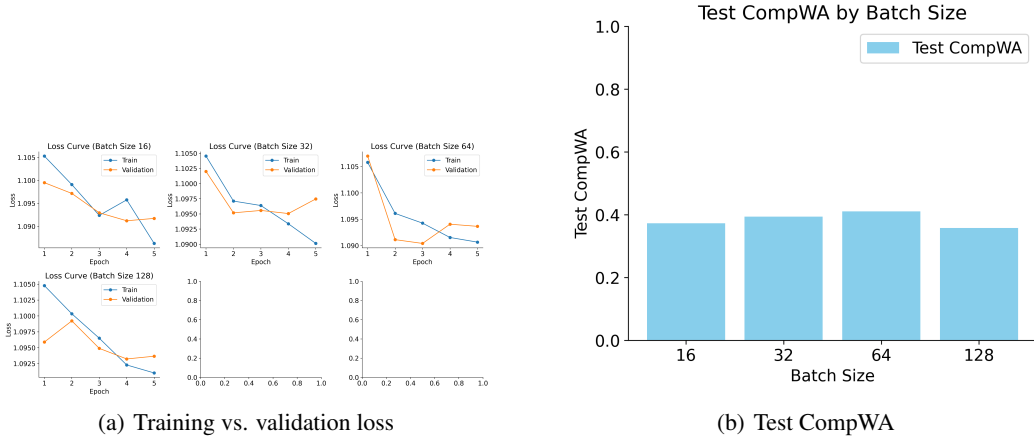 Loss Curve (Batch Size 16)
Train
Validation
1.105
1.100
1.095
1.090
Loss
1 2 3 4 5
Epoch
Loss Curve (Batch Size 32)
Train
Validation
1.1050
1.1025
1.1000
1.0975
1.0950
1.0925
1.0900
Loss
1 2 3 4 5
Epoch
Loss Curve (Batch Size 64)
Train
Validation
1.105
1.100
1.095
1.090
Loss
1 2 3 4 5
Epoch
Loss Curve (Batch Size 128)
Train
Validation
1.1050
1.1025
1.1000
1.0975
1.0950
1.0925
Loss
1 2 3 4 5
Epoch
1.0
0.8
0.6
0.4
0.2
0.0
0.0 0.2 0.4 0.6 0.8 1.0
1.0
0.8
0.6
0.4
0.2
0.0
0.0 0.2 0.4 0.6 0.8 1.0
(a) Training vs. validation loss
Test CompWA by Batch Size
Test CompWA
1.0
0.8
0.6
0.4
0.2
0.0
Test CompWA
16 32 64 128
Batch Size
(b) Test CompWA